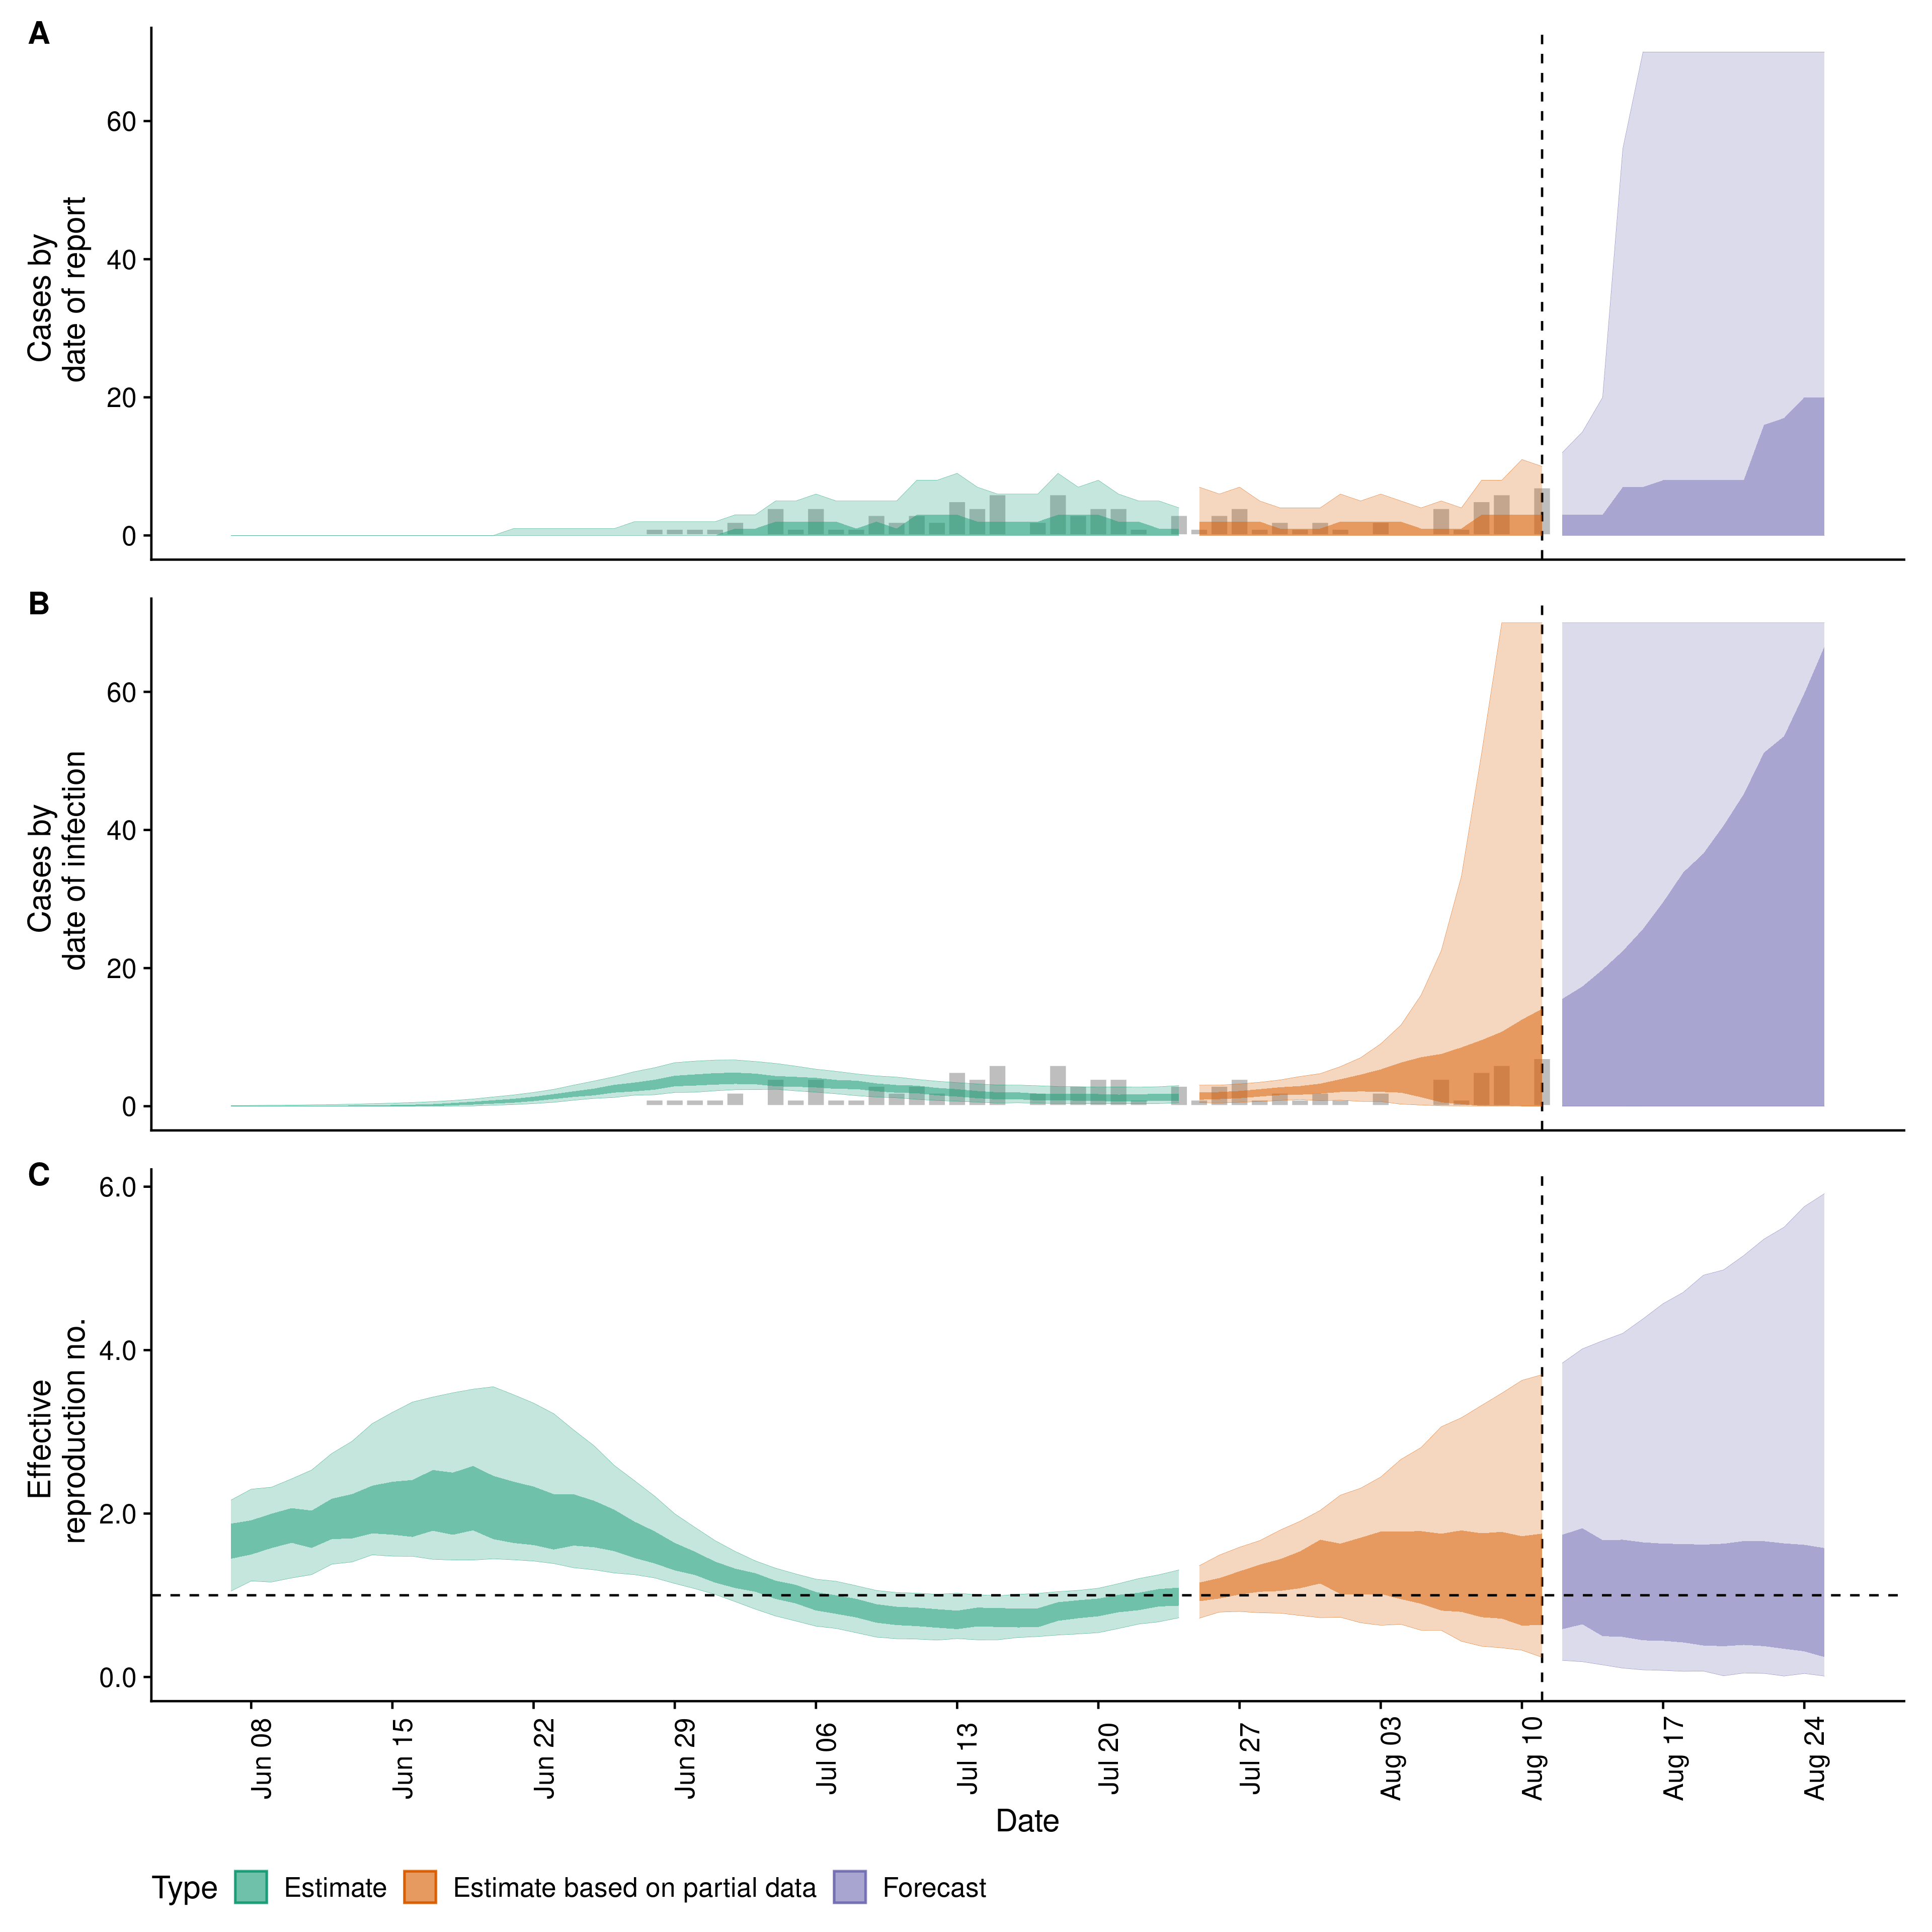 A
Cases by
date of report
60
40
20
0
B
Cases by
date of infection
60
40
20
0
C
Effective
reproduction no.
6.0
4.0
2.0
0.0
Jun 08
Jun 15
Jun 22
Jun 29
Jul 06
Jul 13
Jul 20
Jul 27
Aug 03
Aug 10
Aug 17
Aug 24
Date
Type Estimate Estimate based on partial data Forecast